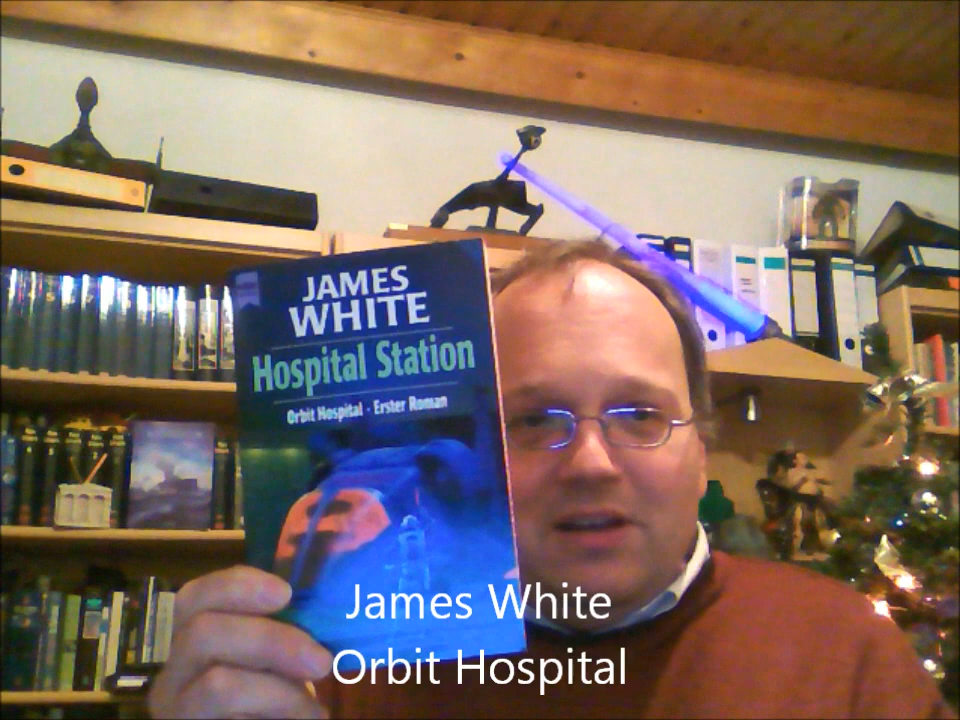 JAMES
WHITE
Hospital Station
Orbit Hospital · Erster Roman
James White
Orbit Hospital